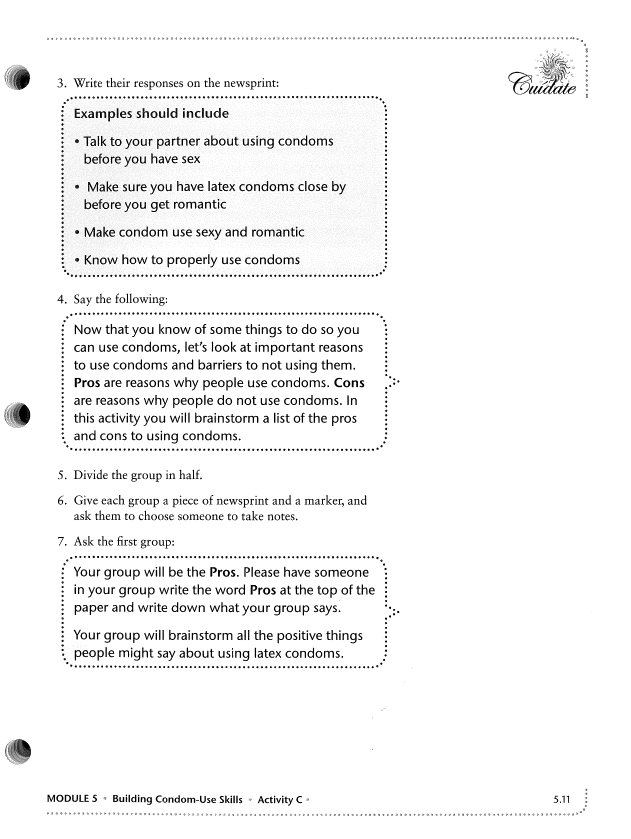 3. Write their responses on the newsprint:
Cuidate
Examples should include
• Talk to your partner about using condoms
before you have sex
• Make sure you have latex condoms close by
before you get romantic
• Make condom use sexy and romantic
• Know how to properly use condoms
4. Say the following:
Now that you know of some things to do so you
can use condoms, let's look at important reasons
to use condoms and barriers to not using them.
Pros are reasons why people use condoms. Cons
are reasons why people do not use condoms. In
this activity you will brainstorm a list of the pros
and cons to using condoms.
5. Divide the group in half.
6. Give each group a piece of newsprint and a marker, and
ask them to choose someone to take notes.
7. Ask the first group:
Your group will be the Pros. Please have someone
in your group write the word Pros at the top of the
paper and write down what your group says.
Your group will brainstorm all the positive things
people might say about using latex condoms.
MODULE 5 • Building Condom-Use Skills • Activity C •
5.11